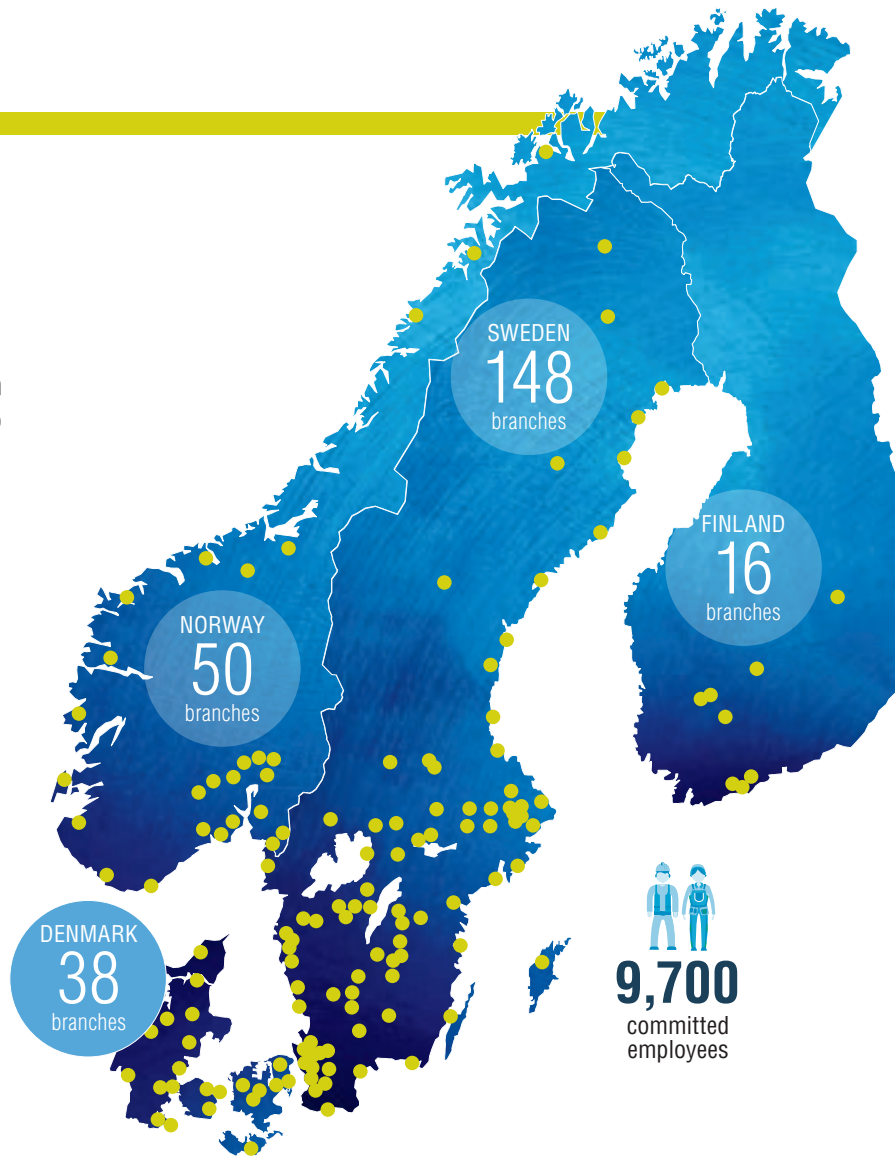 SWEDEN
148
branches
FINLAND
16
branches
NORWAY
50
branches
DENMARK
38
branches
9,700
committed
employees